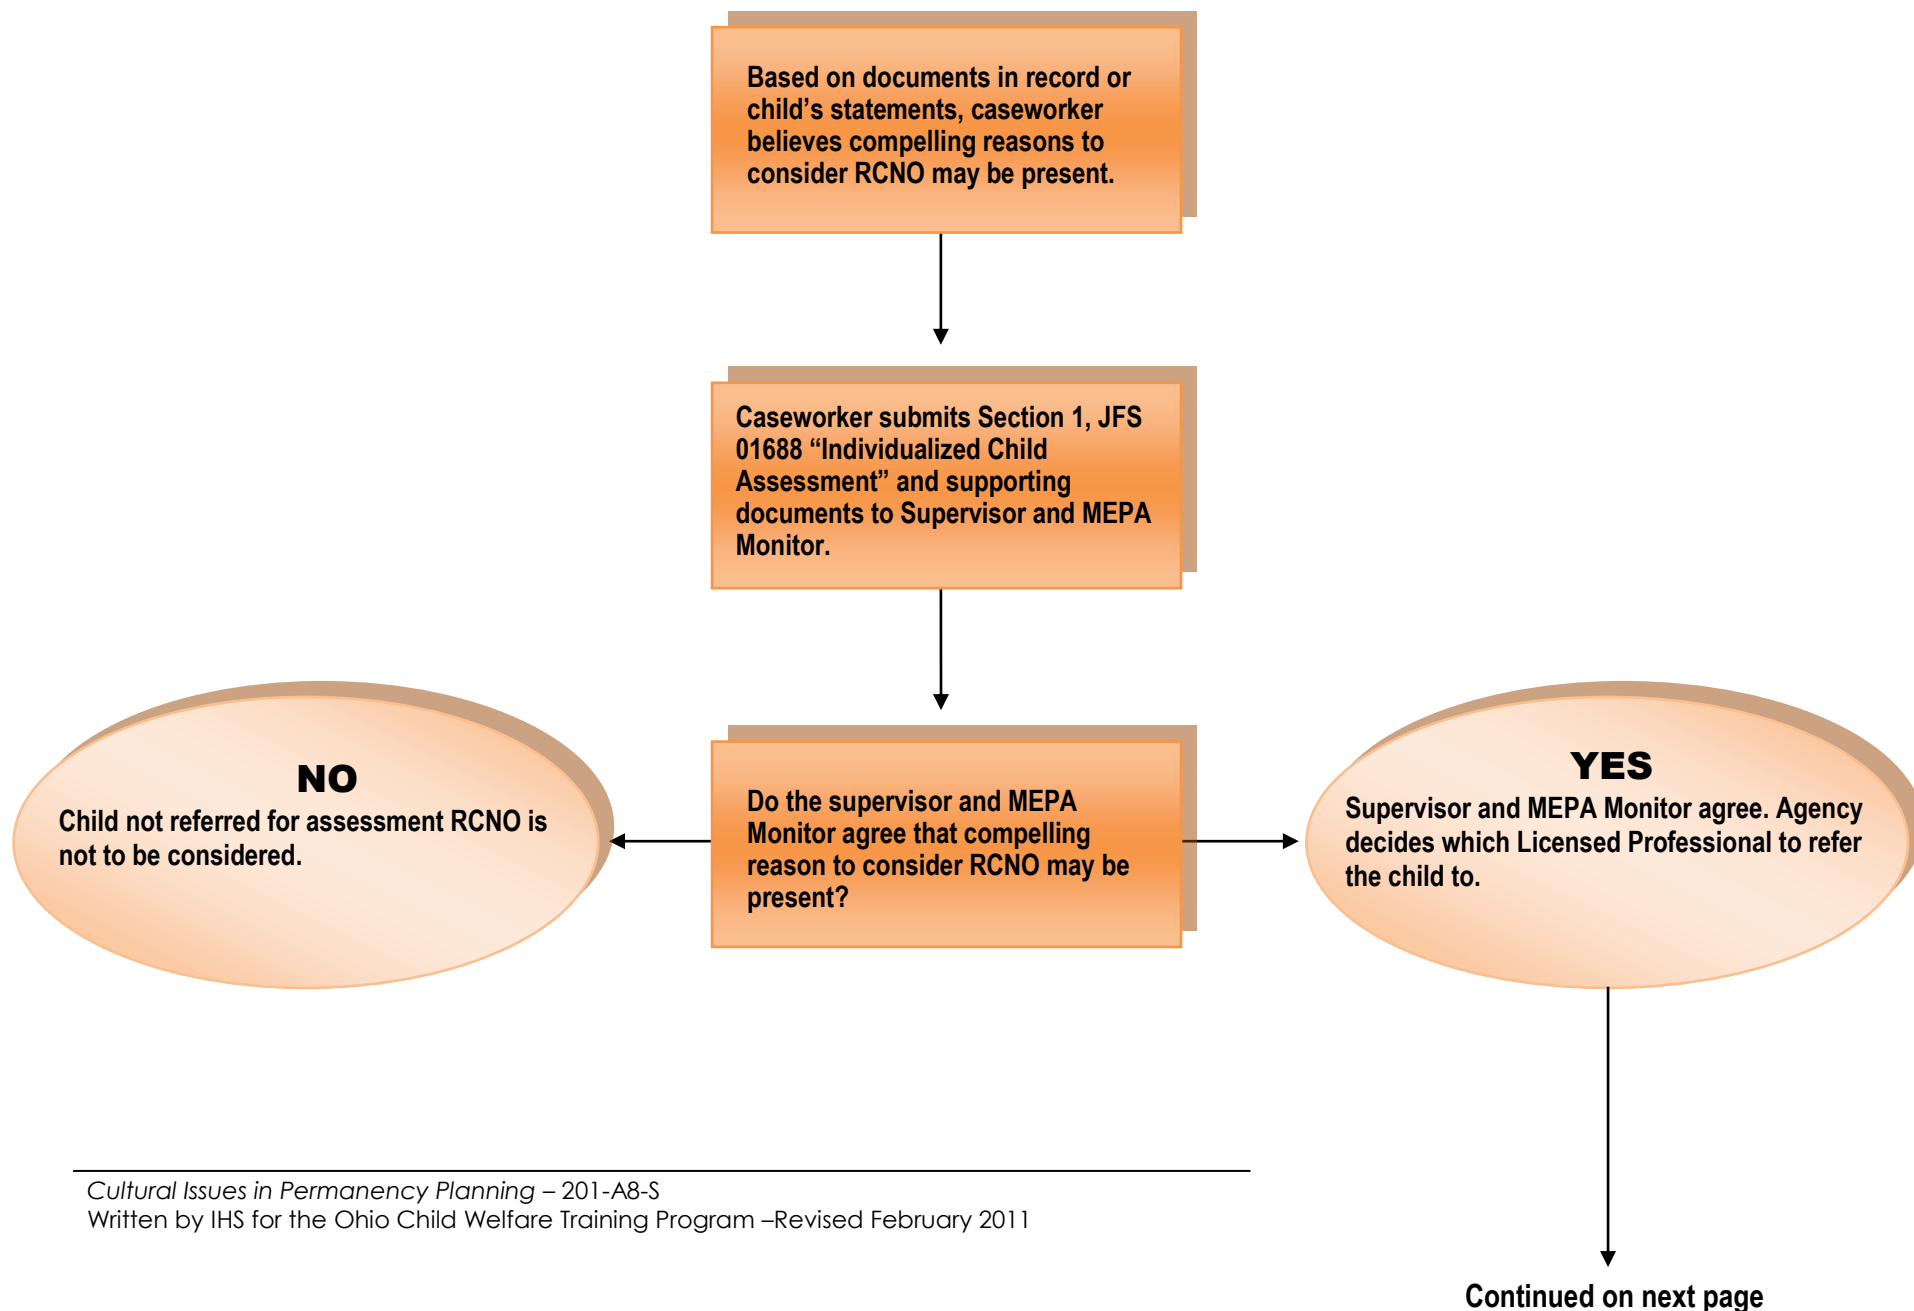 Based on documents in record or
child’s statements, caseworker
believes compelling reasons to
consider RCNO may be present.
Caseworker submits Section 1, JFS
01688 “Individualized Child
Assessment” and supporting
documents to Supervisor and MEPA
Monitor.
NO
Child not referred for assessment RCNO is
not to be considered.
Do the supervisor and MEPA
Monitor agree that compelling
reason to consider RCNO may be
present?
YES
Supervisor and MEPA Monitor agree. Agency
decides which Licensed Professional to refer
the child to.
Cultural Issues in Permanency Planning – 201-A8-S
Written by IHS for the Ohio Child Welfare Training Program –Revised February 2011
Continued on next page